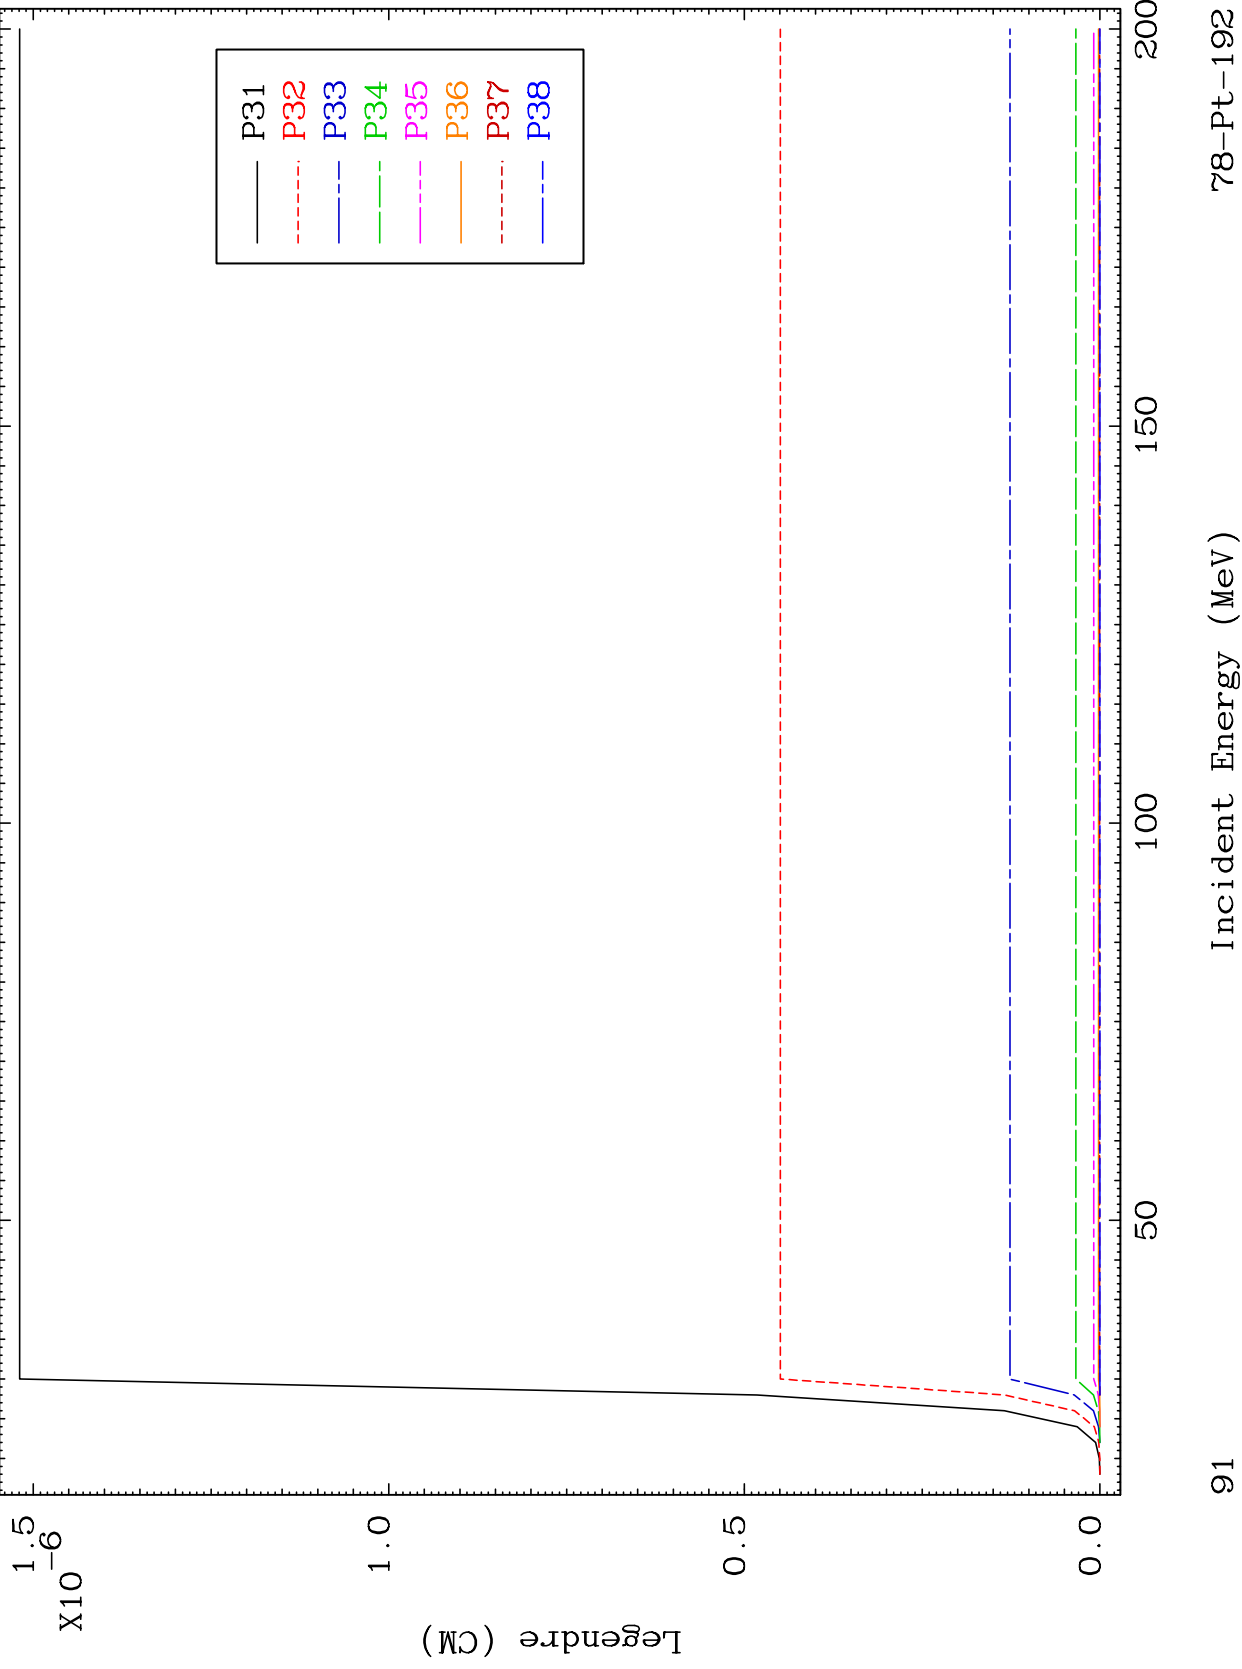 Legendre (CM)
X10-6
1.5
1.0
0.5
0.0
P31
P32
P33
P34
P35
P36
P37
P38
50
100
150
200
Incident Energy (MeV)
91
78-Pt-192